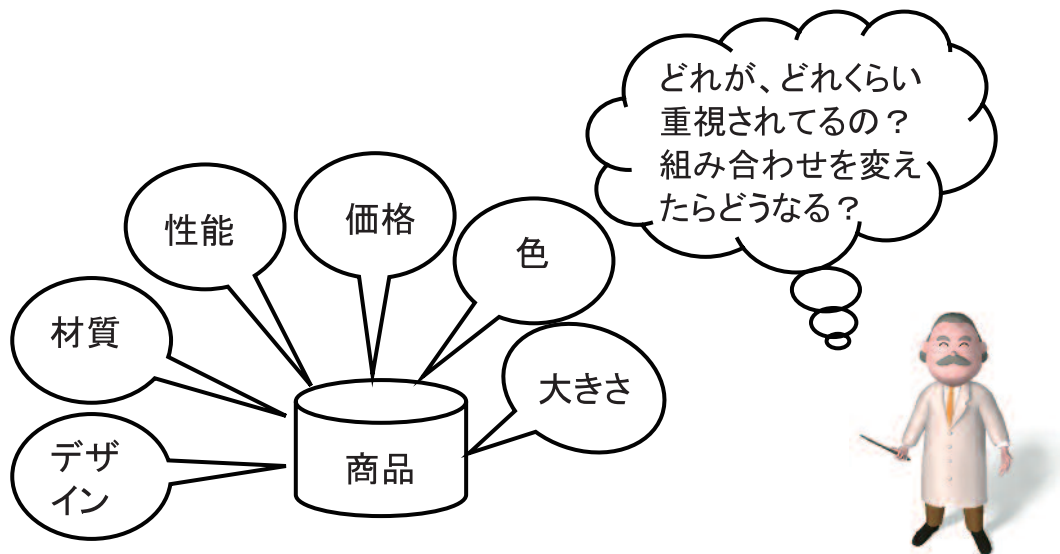 どれが、どれくらい
重視されてるの？
組み合わせを変え
たらどうなる？
性能
価格
色
材質
大きさ
デザ
イン
商品